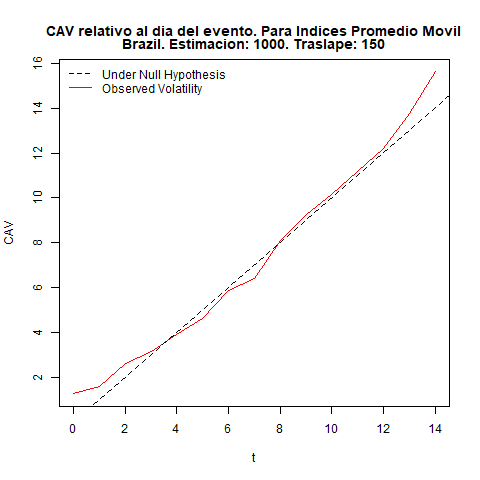 CAV relativo al dia del evento. Para Indices Promedio Movil
Brazil. Estimacion: 1000. Traslape: 150
Under Null Hypothesis
Observed Volatility
CAV
16
14
12
10
8
6
4
2
0 2 4 6 8 10 12 14
t